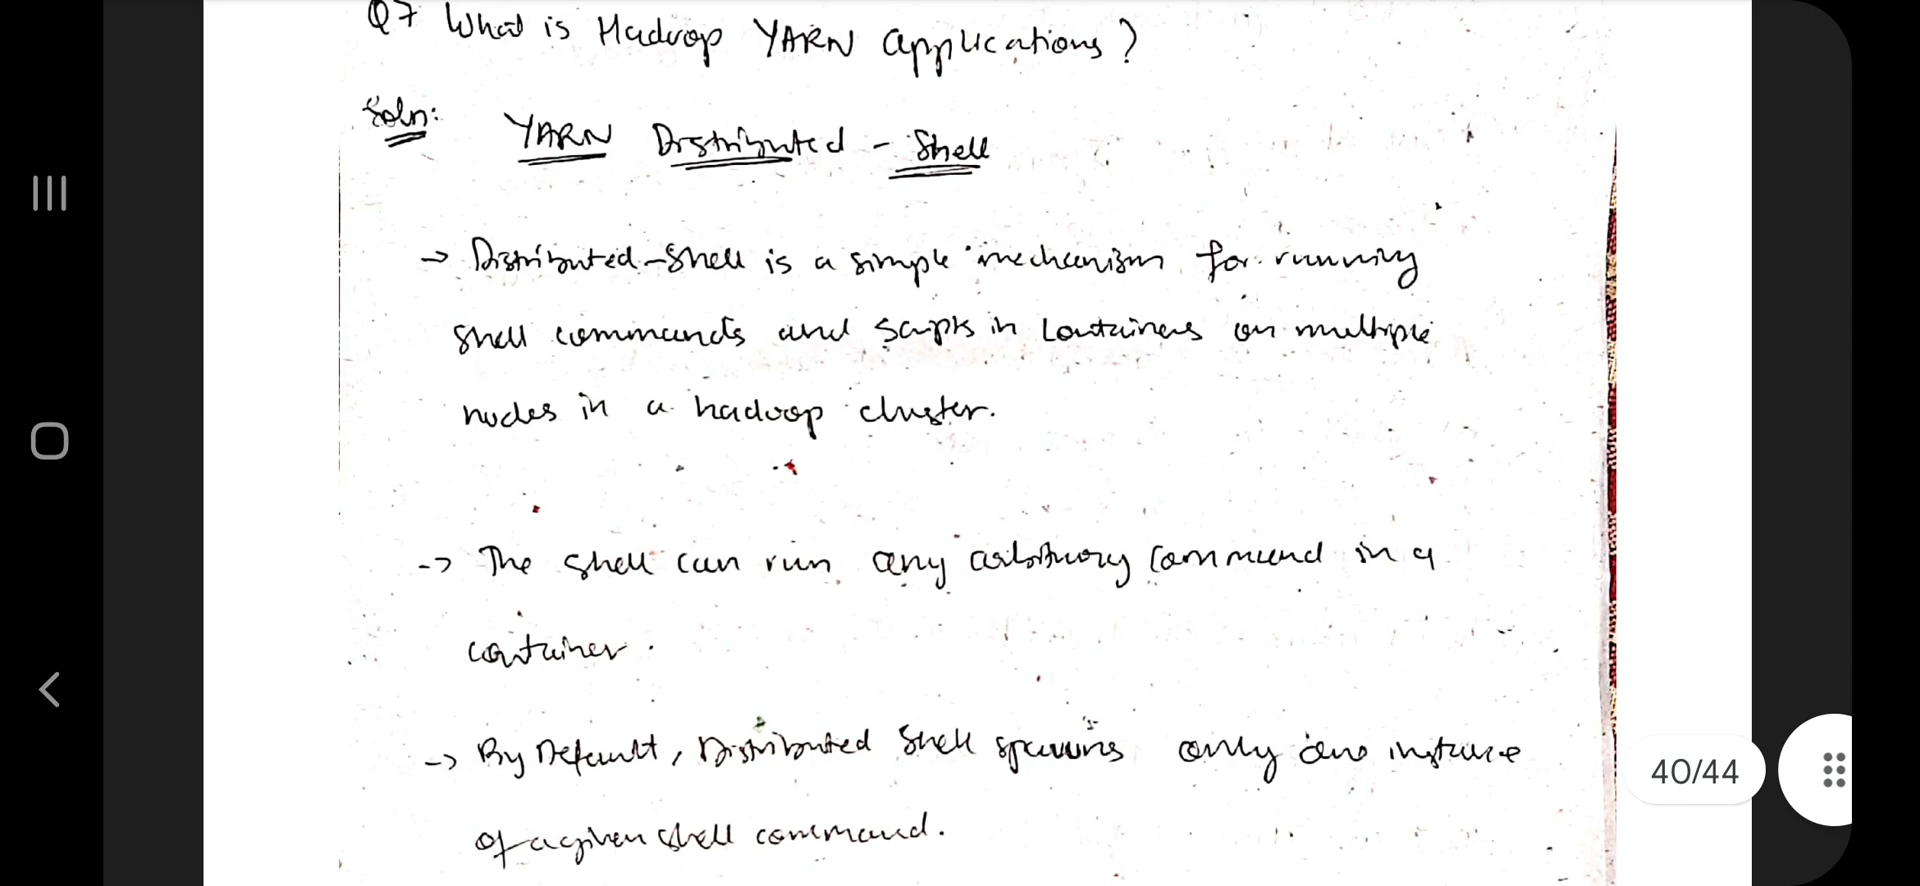 Q7 What is Hadoop YARN applications?
Soln:
YARN Distributed - Shell
→ Distributed-Shell is a simple mechanism for running
shell commands and scripts in containers on multiple
nodes in a hadoop cluster.
→ The shell can run any arbitrary command in a
container.
→ By Default, Distributed Shell spawns only one instance
of a given shell command.
40/44